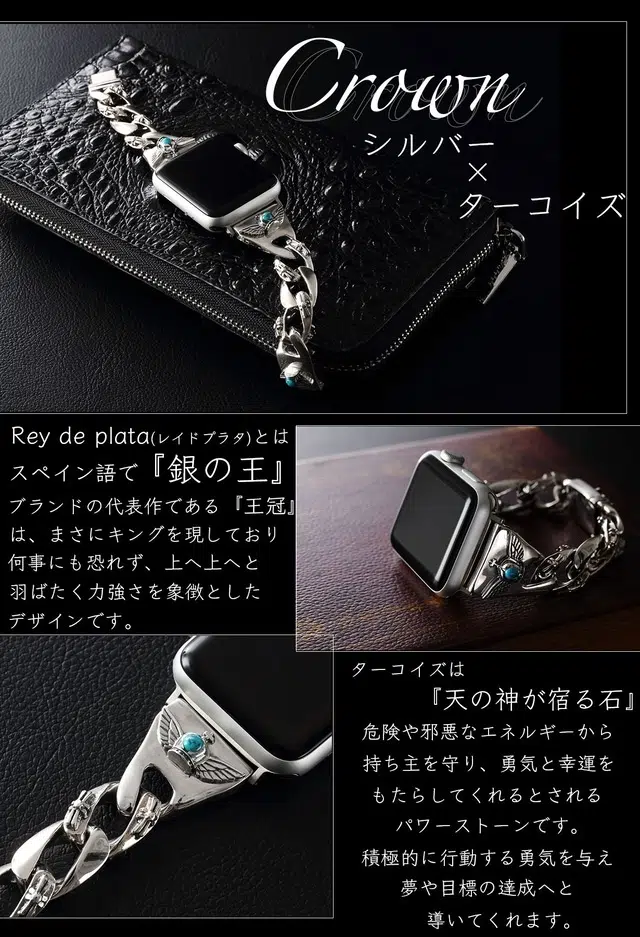 Crown
シルバー
×
ターコイズ
Rey de plata(レイドプラタ)とは
スペイン語で『銀の王』
ブランドの代表作である『王冠』
は、まさにキングを現しており
何事にも恐れず、上へ上へと
羽ばたく力強さを象徴とした
デザインです。
ターコイズは
『天の神が宿る石』
危険や邪悪なエネルギーから
持ち主を守り、勇気と幸運を
もたらしてくれるとされる
パワーストーンです。
積極的に行動する勇気を与え
夢や目標の達成へと
導いてくれます。